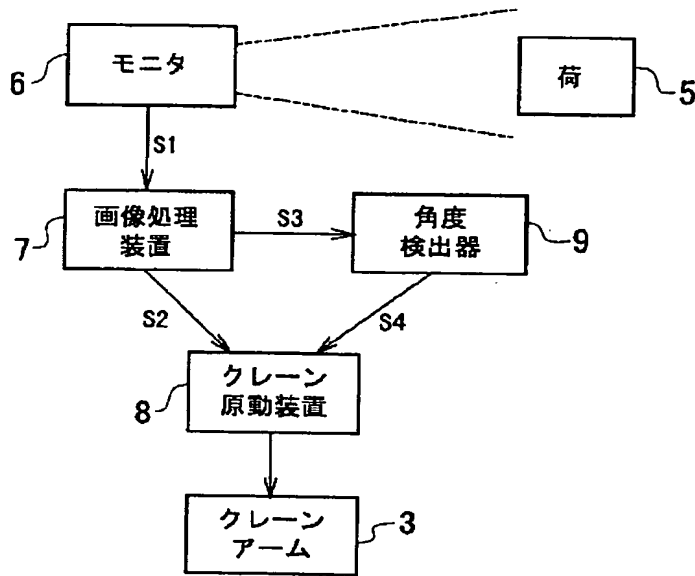 モニタ
6
荷
5
S1
画像処理
装置
7
S3
角度
検出器
9
S2
S4
クレーン
原動装置
8
クレーン
アーム
3